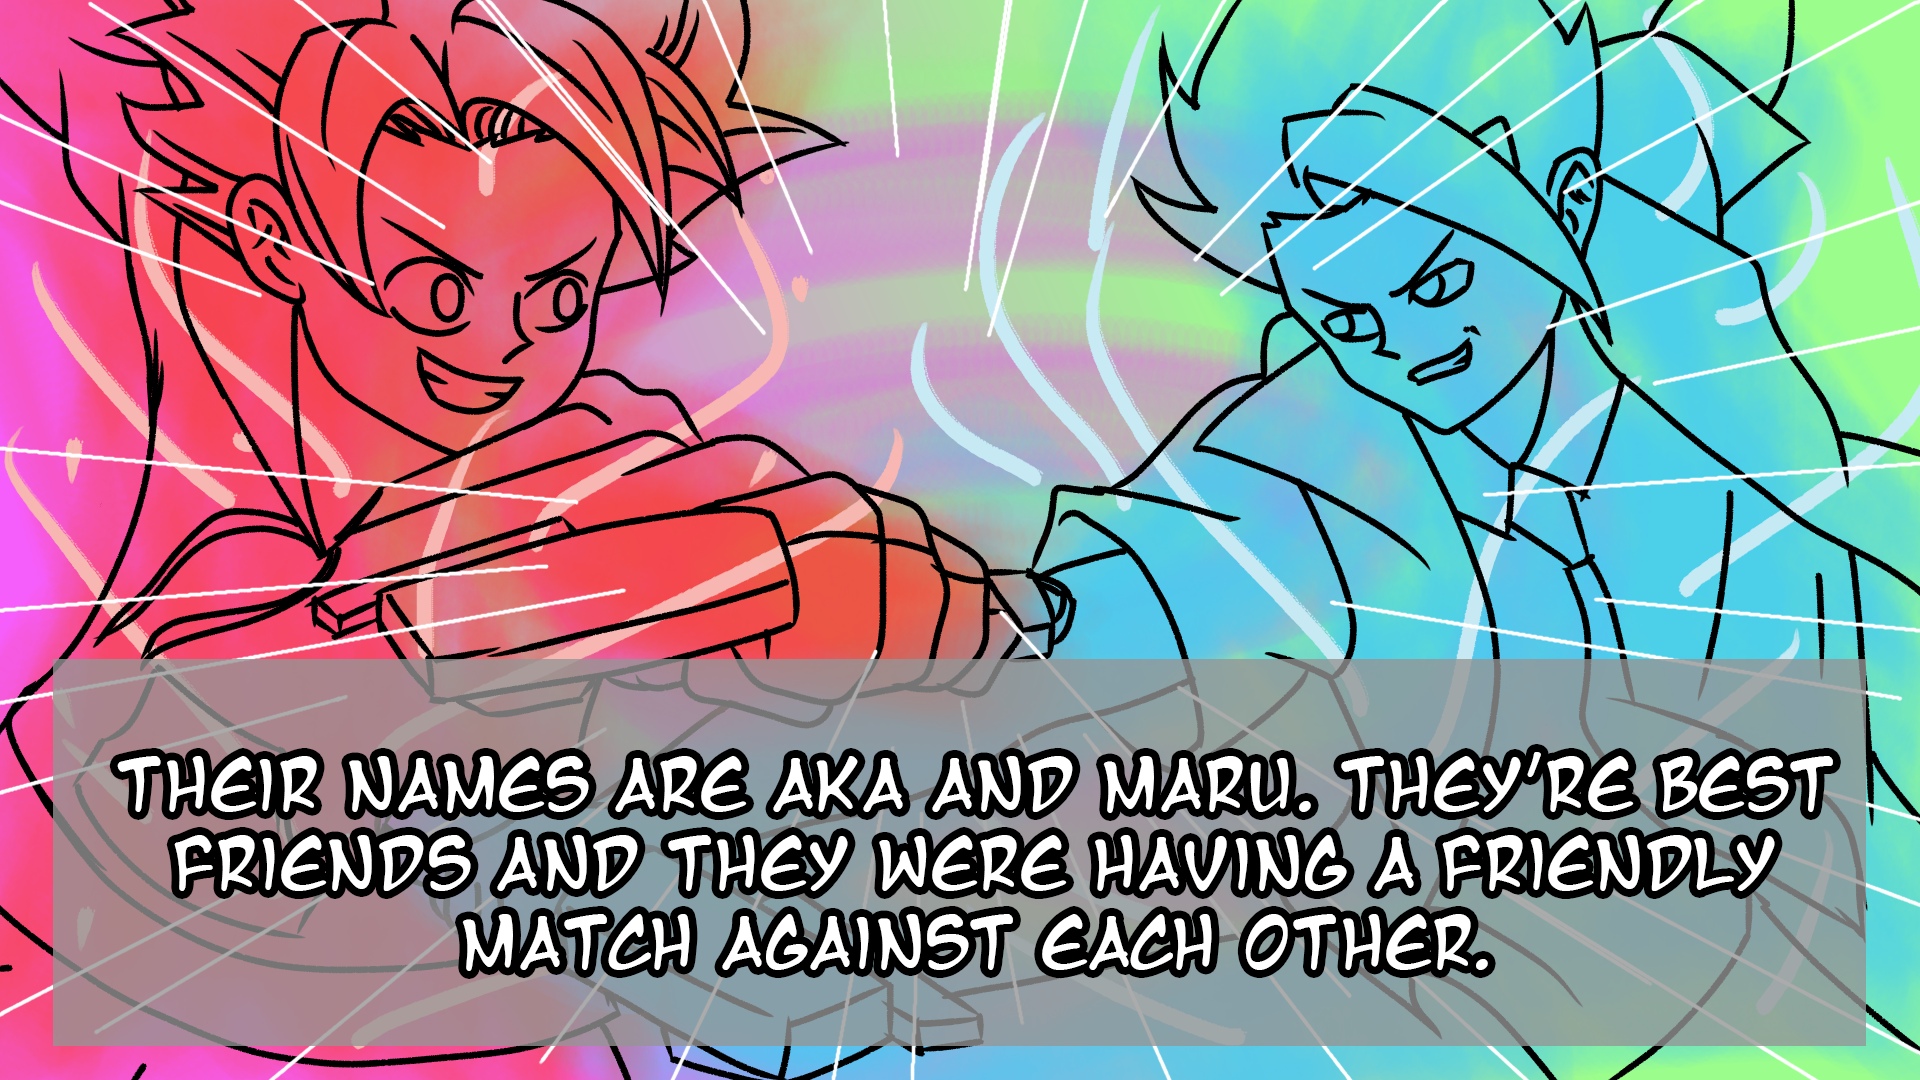 THEIR NAMES ARE AKA AND MARU. THEY'RE BEST
FRIENDS AND THEY WERE HAVING A FRIENDLY
MATCH AGAINST EACH OTHER.